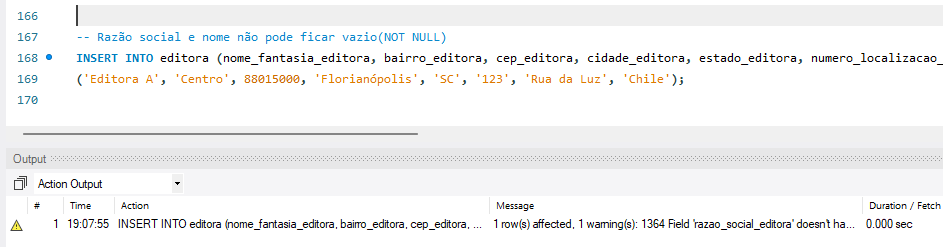 166
167 -- Razão social e nome não pode ficar vazio(NOT NULL)
168 INSERT INTO editora (nome_fantasia_editora, bairro_editora, cep_editora, cidade_editora, estado_editora, numero_localizacao_
169 ('Editora A', 'Centro', 88015000, 'Florianópolis', 'SC', '123', 'Rua da Luz', 'Chile');
170
Output
Action Output
# Time Action Message Duration / Fetch
1 19:07:55 INSERT INTO editora (nome_fantasia_editora, bairro_editora, cep_editora, ... 1 row(s) affected, 1 warning(s): 1364 Field 'razao_social_editora' doesn't ha... 0.000 sec